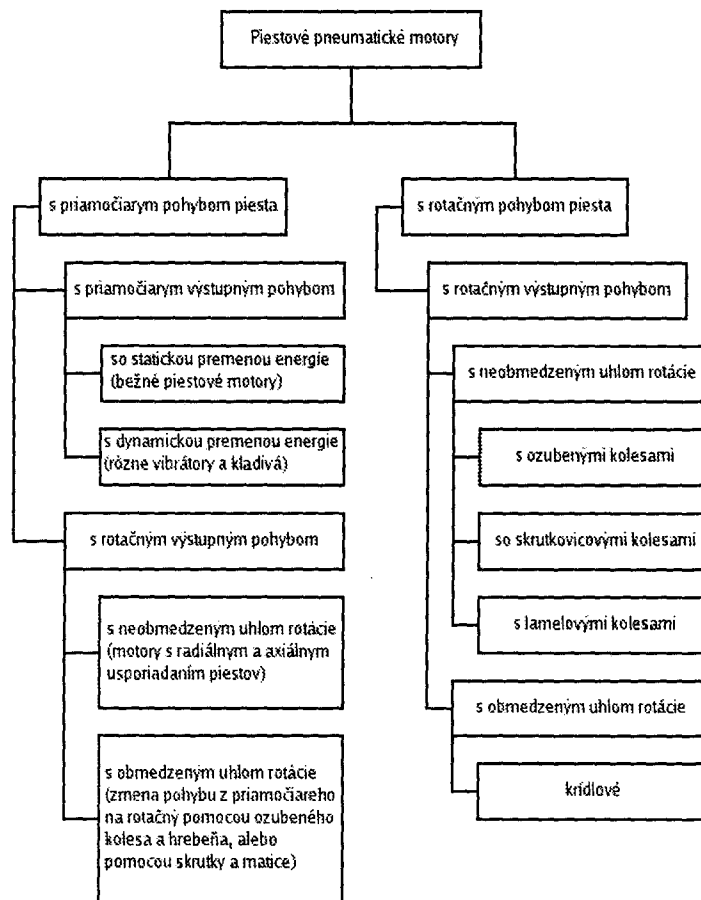 Piestové pneumatické motory
s priamočiarym pohybom piesta
s priamočiarym výstupným pohybom
so statickou premenou energie
(bežné piestové motory)
s dynamickou premenou energie
(rôzne vibrátory a kladivá)
s rotačným výstupným pohybom
s neobmedzeným uhlom rotácie
(motory s radiálnym a axiálnym
usporiadaním piestov)
s obmedzeným uhlom rotácie
(zmena pohybu z priamočiareho
na rotačný pomocou ozubeného
kolesa a hrebeňa, alebo
pomocou skrutky a matice)
s rotačným pohybom piesta
s rotačným výstupným pohybom
s neobmedzeným uhlom rotácie
s ozubenými kolesami
so skrutkovicovými kolesami
s lamelovými kolesami
s obmedzeným uhlom rotácie
krídlové